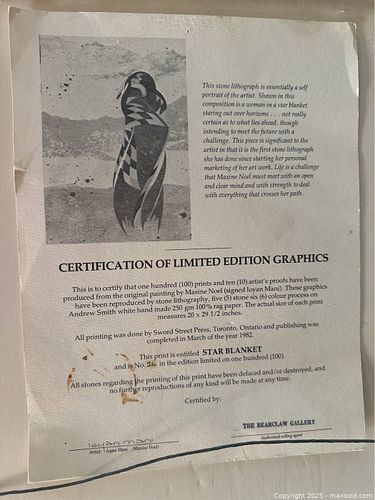 This stone lithograph is essentially a self
portrait of the artist. Shown in this
composition is a woman in a star blanket
staring out over horizons . . . not really
certain as to what lies ahead, though
intending to meet the future with a
challenge. This piece is significant to the
artist in that it is the first stone lithograph
she has done since starting her personal
marketing of her art work. Life is a challenge
that Maxine Noel must meet with an open
and clear mind and with strength to deal
with everything that crosses her path.
CERTIFICATION OF LIMITED EDITION GRAPHICS
This is to certify that one hundred (100) prints and ten (10) artist's proofs have
been produced from the original painting by Maxine Noel (signed Ioyan Mani). These graphics
have been reproduced by stone lithography, five (5) stone six (6) colour process on
Andrew Smith white hand made 250 gm 100% rag paper. The actual size of each print
measures 20 x 29 1/2 inches.
All printing was done by Sword Street Press, Toronto, Ontario and publishing was
completed in March of the year 1982.
This print is entitled STAR BLANKET
and is No. 24 in the edition limited on one hundred (100).
All stones regarding the printing of this print have been defaced and/or destroyed, and
no further reproductions of any kind will be made at any time.
Certified by:
ioyan mani
Artist: Ioyan Mani (Maxine Noel)
THE BEARCLAW GALLERY
Authorized selling agent
Copyright 2025 - maxsold.com